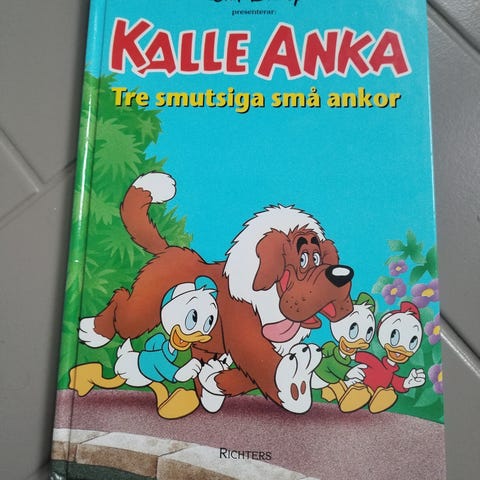 presenterar:
KALLE ANKA
Tre smutsiga små ankor
RICHTERS